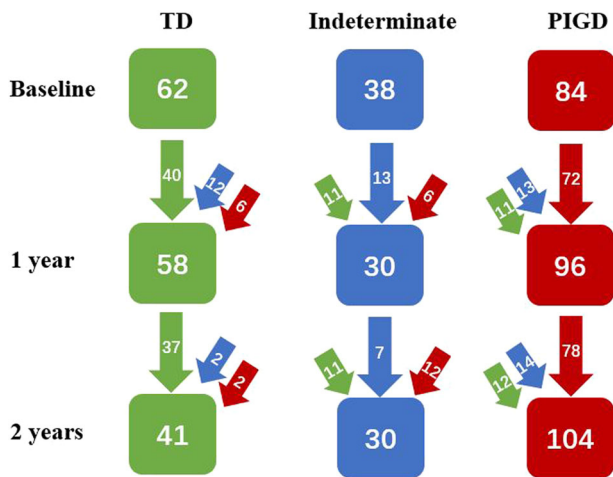 TD Indeterminate PIGD
Baseline 62 38 84
40 12 6 11 13 6 11 13 72
1 year 58 30 96
37 2 2 11 7 12 12 14 78
2 years 41 30 104